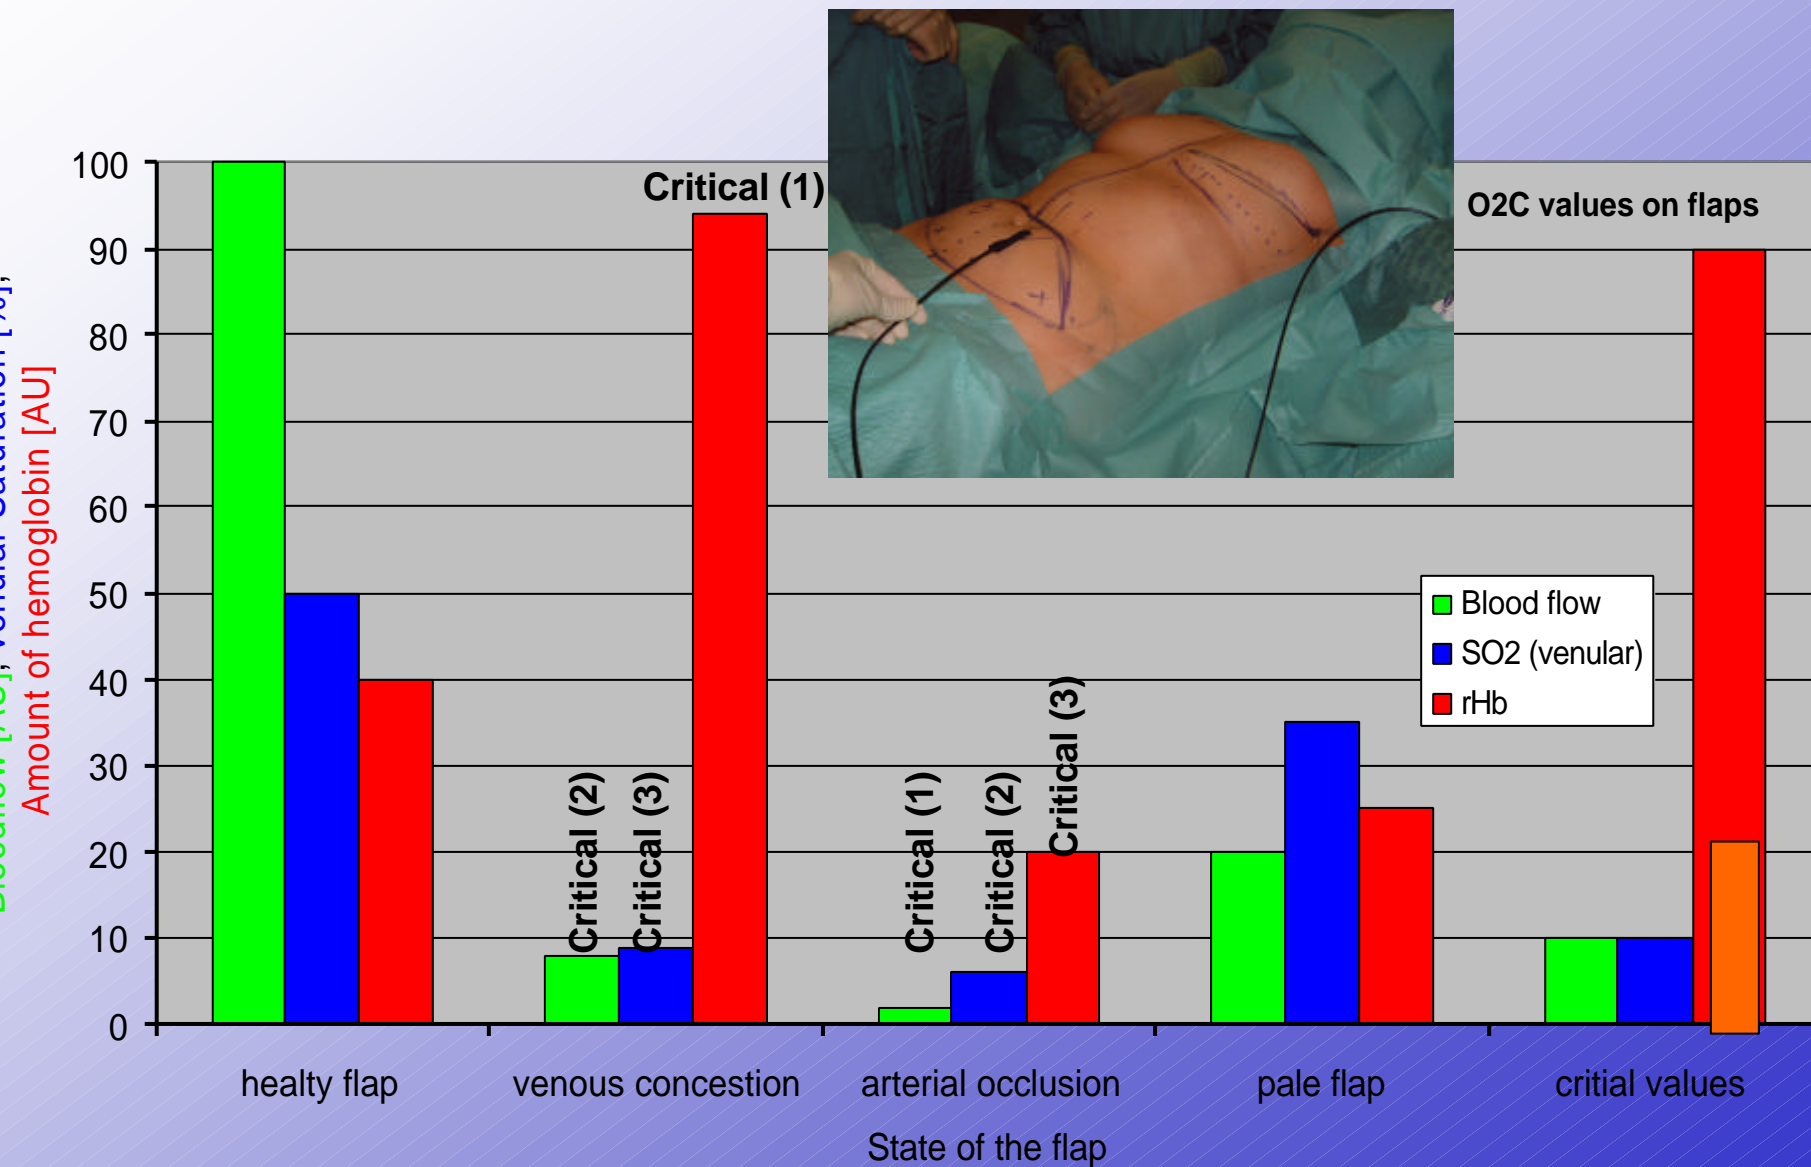 Critical (1)
O2C values on flaps
100
90
80
70
60
50
40
30
20
10
0
Amount of hemoglobin [AU]
Critical (2)
Critical (3)
Critical (1)
Critical (2)
Critical (3)
Blood flow
SO2 (venular)
rHb
healty flap
venous concestion
arterial occlusion
pale flap
critial values
State of the flap